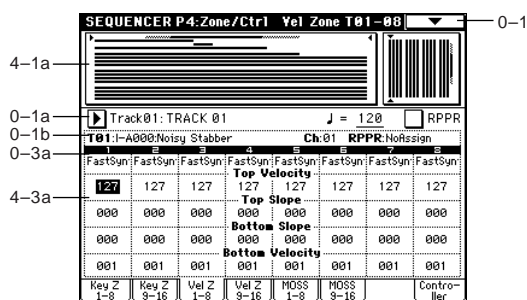 SEQUENCER P4:Zone/Ctrl Vel Zone T01-08
0–1
4–1a
0–1a
Track01: TRACK 01 ♩ = 120 RPPR
0–1b
T01:I-A000:Noisy Stabber Ch:01 RPPR:NoAssign
0–3a
1 2 3 4 5 6 7 8
FastSyn FastSyn FastSyn FastSyn FastSyn FastSyn FastSyn FastSyn
Top Velocity
4–3a
127 127 127 127 127 127 127 127
Top Slope
000 000 000 000 000 000 000 000
Bottom Slope
000 000 000 000 000 000 000 000
Bottom Velocity
001 001 001 001 001 001 001 001
Key Z 1-8 Key Z 9-16 Vel Z 1-8 Vel Z 9-16 MOSS 1-8 MOSS 9-16 Contro-ller